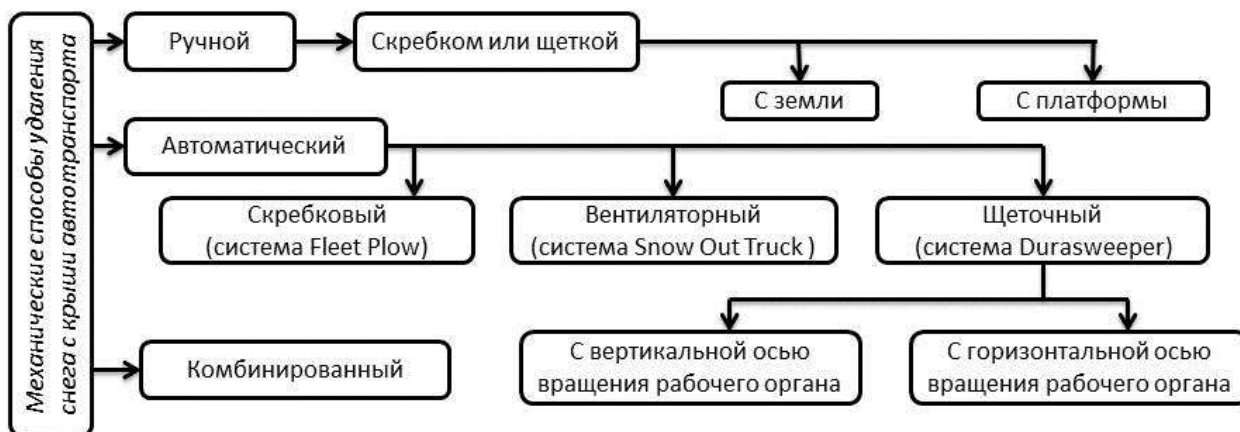 Механические способы удаления
снега с крыши автотранспорта
Ручной
Скребком или щеткой
С земли
С платформы
Автоматический
Скребковый
(система Fleet Plow)
Вентиляторный
(система Snow Out Truck )
Щеточный
(система Durasweeper)
С вертикальной осью
вращения рабочего органа
С горизонтальной осью
вращения рабочего органа
Комбинированный